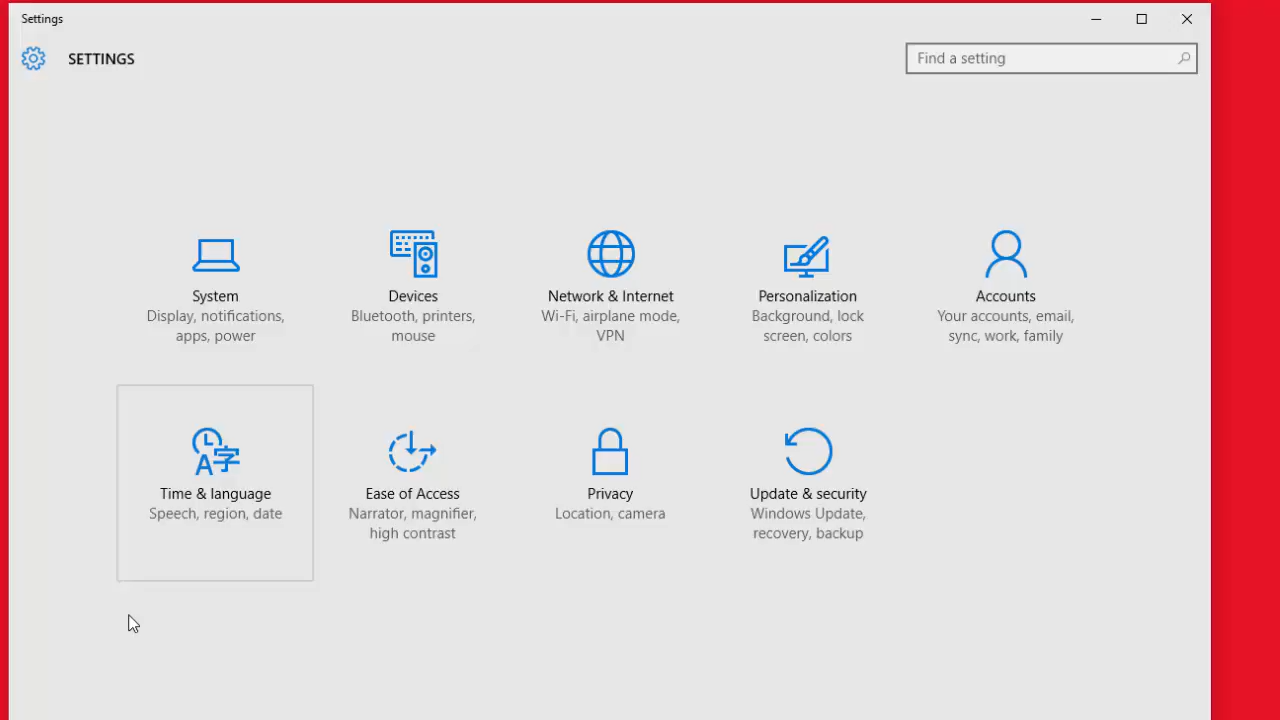 Settings
SETTINGS
Find a setting
System
Display, notifications,
apps, power
Devices
Bluetooth, printers,
mouse
Network & Internet
Wi-Fi, airplane mode,
VPN
Personalization
Background, lock
screen, colors
Accounts
Your accounts, email,
sync, work, family
Time & language
Speech, region, date
Ease of Access
Narrator, magnifier,
high contrast
Privacy
Location, camera
Update & security
Windows Update,
recovery, backup